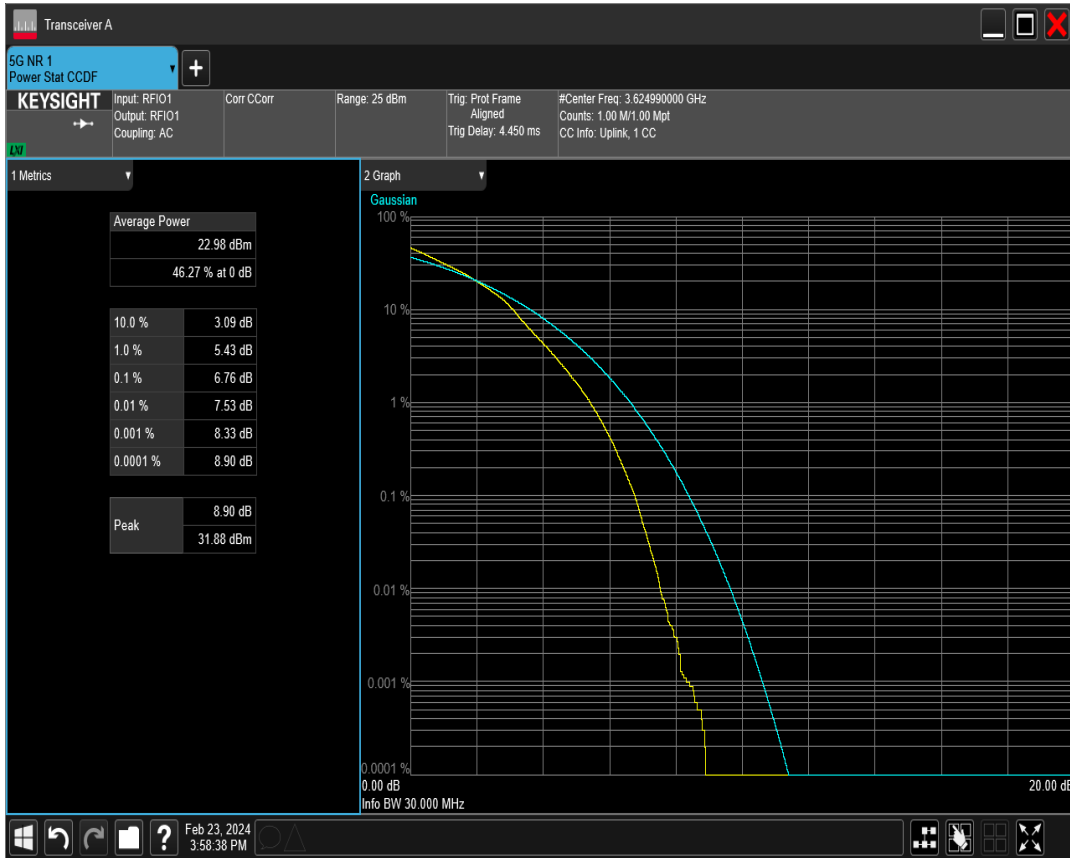 Transceiver A
5G NR 1
Power Stat CCDF
KEYSIGHT
LXI
Input: RFIO1
Output: RFIO1
Coupling: AC
Corr CCorr
Range: 25 dBm
Trig: Prot Frame
Aligned
Trig Delay: 4.450 ms
#Center Freq: 3.624990000 GHz
Counts: 1.00 M/1.00 Mpt
CC Info: Uplink, 1 CC
1 Metrics
Average Power
22.98 dBm
46.27 % at 0 dB
10.0 % 3.09 dB
1.0 % 5.43 dB
0.1 % 6.76 dB
0.01 % 7.53 dB
0.001 % 8.33 dB
0.0001 % 8.90 dB
Peak
8.90 dB
31.88 dBm
2 Graph
Gaussian
100 %
10 %
1 %
0.1 %
0.01 %
0.001 %
0.0001 %
0.00 dB 20.00 dB
Info BW 30.000 MHz
?
Feb 23, 2024
3:58:38 PM